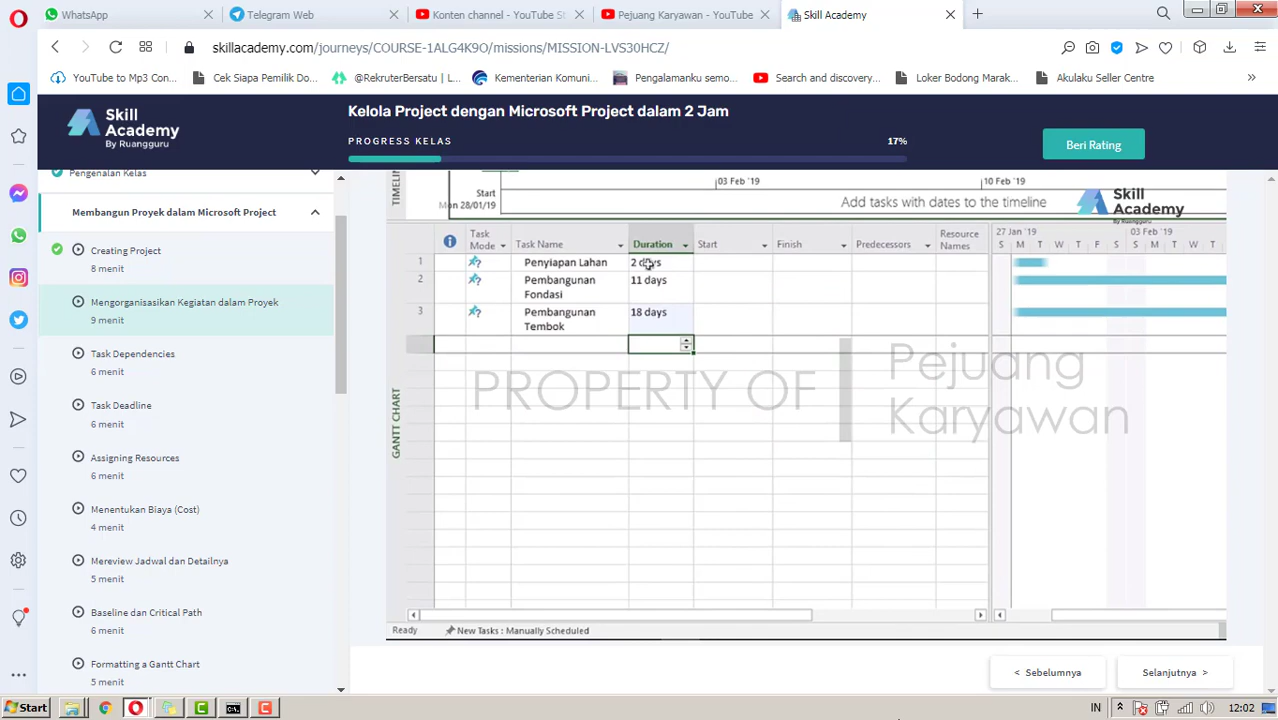 WhatsApp
Telegram Web
Konten channel - YouTube S
Pejuang Karyawan - YouTube
Skill Academy
skillacademy.com/journeys/COURSE-1ALG4K9O/missions/MISSION-LVS30HCZ/
YouTube to Mp3 Con...
Cek Siapa Pemilik Do...
@RekruterBersatu | L...
Kementerian Komuni...
Pengalamanku semo...
Search and discovery...
Loker Bodong Marak...
Akulaku Seller Centre
Skill
Academy
By Ruangguru
Kelola Project dengan Microsoft Project dalam 2 Jam
PROGRESS KELAS
17%
Beri Rating
Pengenalan Kelas
Membangun Proyek dalam Microsoft Project
Creating Project
8 menit
Mengorganisasikan Kegiatan dalam Proyek
9 menit
Task Dependencies
6 menit
Task Deadline
6 menit
Assigning Resources
6 menit
Menentukan Biaya (Cost)
4 menit
Mereview Jadwal dan Detailnya
5 menit
Baseline dan Critical Path
6 menit
Formatting a Gantt Chart
5 menit
TIMELINE
03 Feb '19
10 Feb '19
Start
Mon 28/01/19
Add tasks with dates to the timeline
Skill
Academy
Task
Mode
Task Name
Duration
Start
Finish
Predecessors
Resource
Names
27 Jan '19
03 Feb '19
S M T W T F S S M T W T
1 Penyiapan Lahan 2 days
2 Pembangunan
Fondasi 11 days
3 Pembangunan
Tembok 18 days
GANTT CHART
PROPERTY OF
Pejuang
Karyawan
Ready
New Tasks : Manually Scheduled
< Sebelumnya
Selanjutnya >
Start
IN
12:02